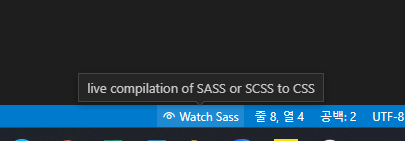 live compilation of SASS or SCSS to CSS
Watch Sass 줄 8, 열 4 공백: 2 UTF-8